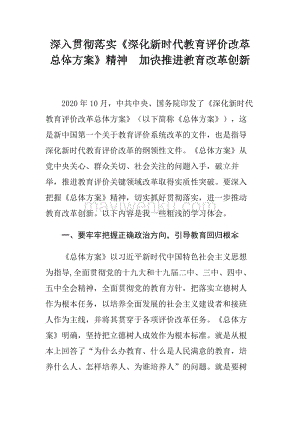 深入贯彻落实《深化新时代教育评价改革
总体方案》精神　加快推进教育改革创新
2020 年 10 月，中共中央、国务院印发了《深化新时代
教育评价改革总体方案》（以下简称《总体方案》），这
是新中国第一个关于教育评价系统改革的文件，也是指导
深化新时代教育评价改革的纲领性文件。《总体方案》从
党中央关心、群众关切、社会关注的问题入手，破立并
举，推进教育评价关键领域改革取得实质性突破。要深入
把握《总体方案》精神，切实抓好贯彻落实，进一步推动
教育改革创新。以下内容是我一些粗浅的学习体会。
一、要牢牢把握正确政治方向，引导教育回归根本
《总体方案》以习近平新时代中国特色社会主义思想
为指导，全面贯彻党的十九大和十九届二中、三中、四中、
五中全会精神，全面贯彻党的教育方针，把落实立德树人
作为根本任务，以培养全面发展的社会主义建设者和接班
人作为主线，并将其贯穿于各项评价改革任务。《总体方
案》明确，坚持把立德树人成效作为根本标准。就是从根
本上回答了“为什么办教育、什么是人民满意的教育、培
养什么人、怎样培养人、为谁培养人”的问题。就是要树